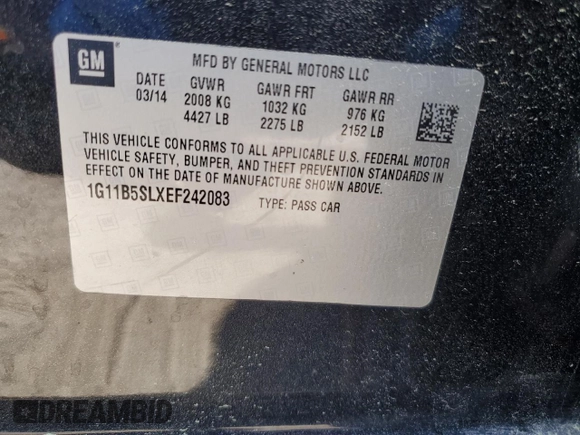 GM
MFD BY GENERAL MOTORS LLC
DATE GVWR GAWR FRT GAWR RR
03/14 2008 KG 1032 KG 976 KG
4427 LB 2275 LB 2152 LB
THIS VEHICLE CONFORMS TO ALL APPLICABLE U.S. FEDERAL MOTOR
VEHICLE SAFETY, BUMPER, AND THEFT PREVENTION STANDARDS IN
EFFECT ON THE DATE OF MANUFACTURE SHOWN ABOVE.
1G11B5SLXEF242083 TYPE: PASS CAR
DREAMBID